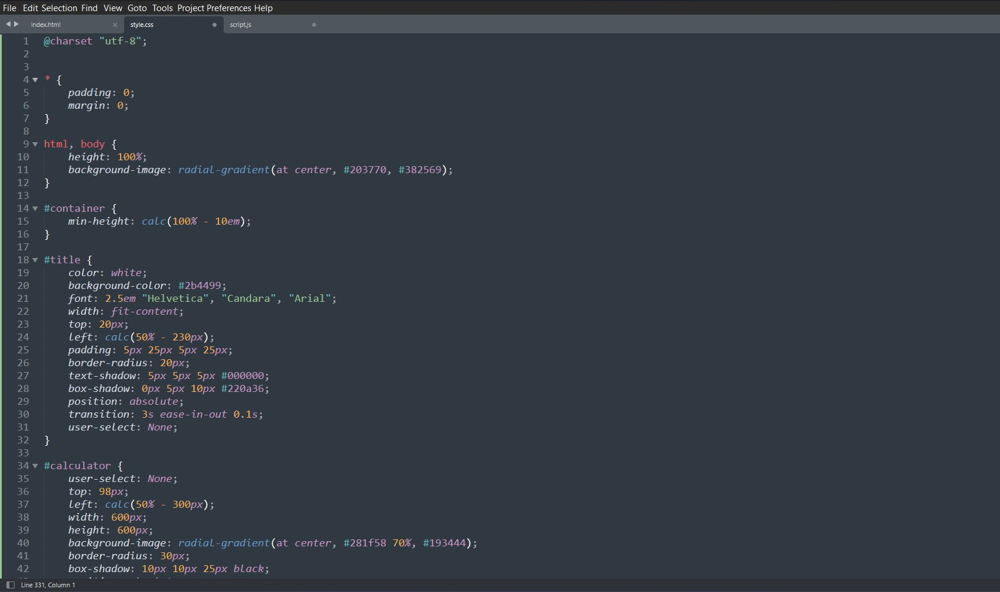 File Edit Selection Find View Goto Tools Project Preferences Help
index.html style.css script.js
1 @charset "utf-8";
2
3
4 * {
5 padding: 0;
6 margin: 0;
7 }
8
9 html, body {
10 height: 100%;
11 background-image: radial-gradient(at center, #203770, #382569);
12 }
13
14 #container {
15 min-height: calc(100% - 10em);
16 }
17
18 #title {
19 color: white;
20 background-color: #2b4499;
21 font: 2.5em "Helvetica", "Candara", "Arial";
22 width: fit-content;
23 top: 20px;
24 left: calc(50% - 230px);
25 padding: 5px 25px 5px 25px;
26 border-radius: 20px;
27 text-shadow: 5px 5px 5px #000000;
28 box-shadow: 0px 5px 10px #220a36;
29 position: absolute;
30 transition: 3s ease-in-out 0.1s;
31 user-select: None;
32 }
33
34 #calculator {
35 user-select: None;
36 top: 98px;
37 left: calc(50% - 300px);
38 width: 600px;
39 height: 600px;
40 background-image: radial-gradient(at center, #281f58 70%, #193444);
41 border-radius: 30px;
42 box-shadow: 10px 10px 25px black;
Line 331, Column 1